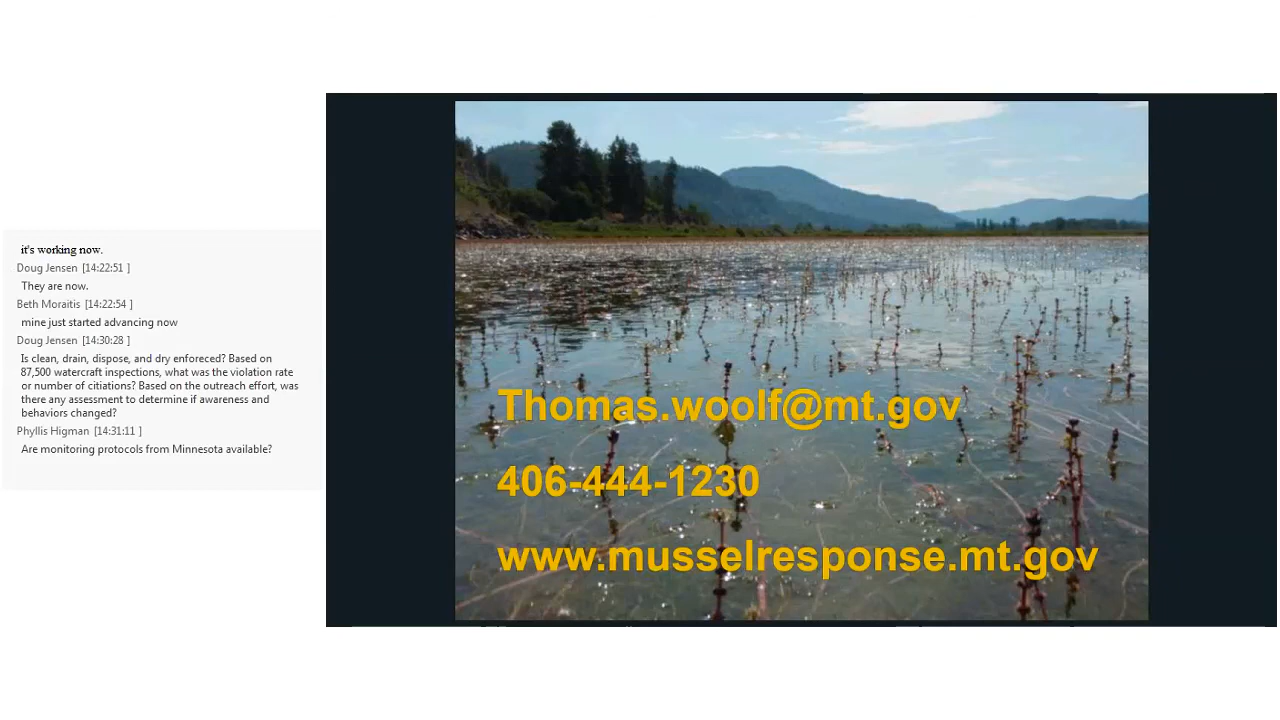 it's working now.
Doug Jensen [14:22:51 ]
They are now.
Beth Moraitis [14:22:54 ]
mine just started advancing now
Doug Jensen [14:30:28 ]
Is clean, drain, dispose, and dry enforeced? Based on
87,500 watercraft inspections, what was the violation rate
or number of citiations? Based on the outreach effort, was
there any assessment to determine if awareness and
behaviors changed?
Phyllis Higman [14:31:11 ]
Are monitoring protocols from Minnesota available?
Thomas.woolf@mt.gov
406-444-1230
www.musselresponse.mt.gov